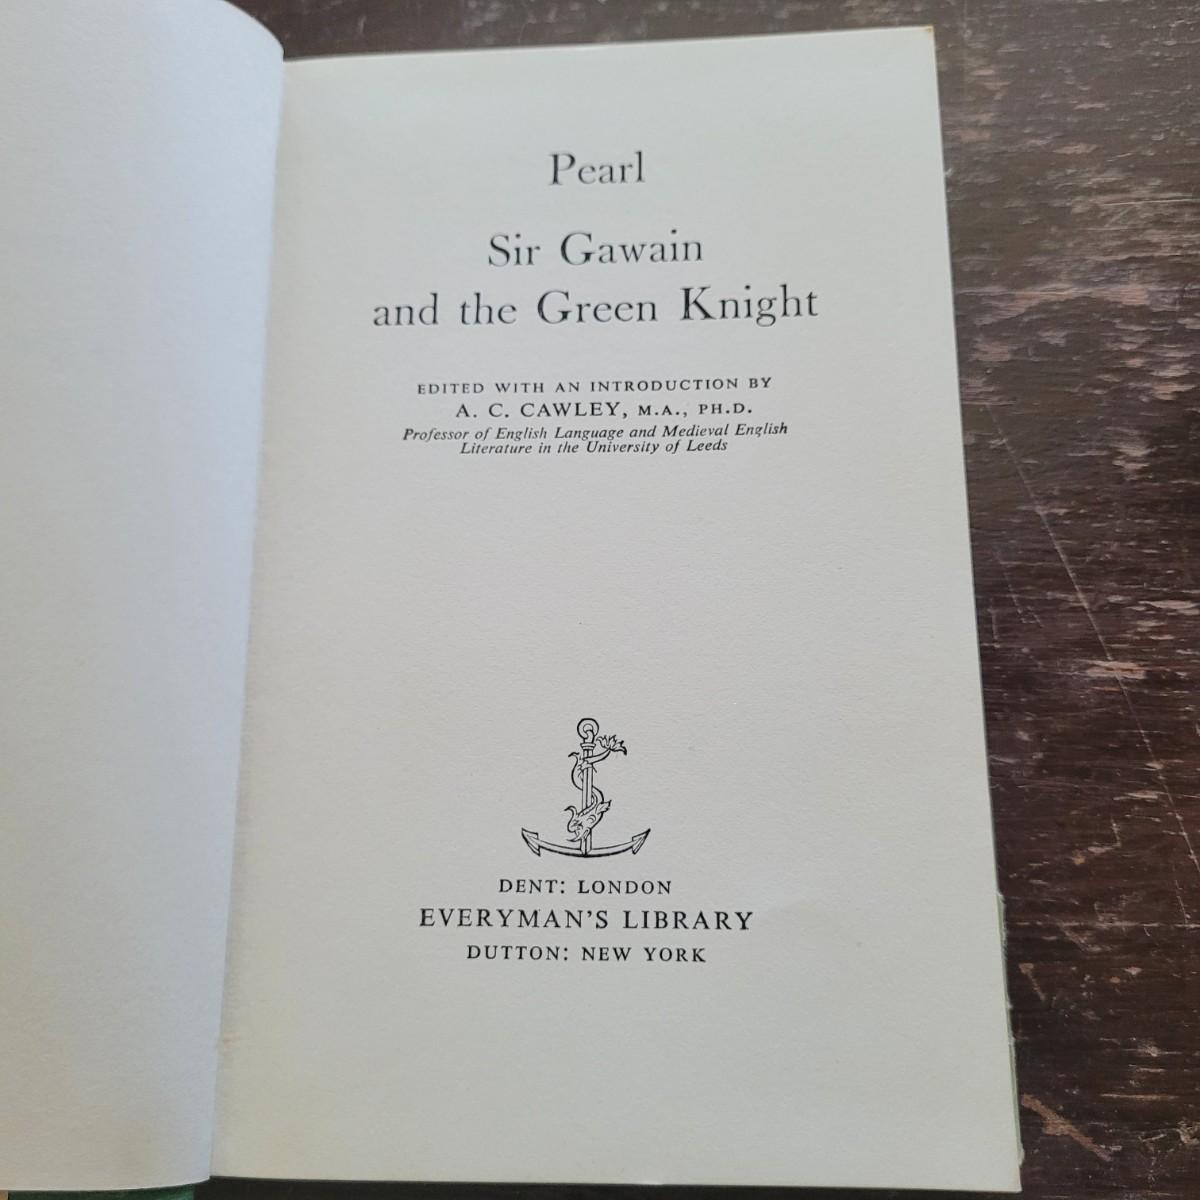 Pearl
Sir Gawain
and the Green Knight
EDITED WITH AN INTRODUCTION BY
A. C. CAWLEY, M.A., PH.D.
Professor of English Language and Medieval English
Literature in the University of Leeds
DENT: LONDON
EVERYMAN'S LIBRARY
DUTTON: NEW YORK